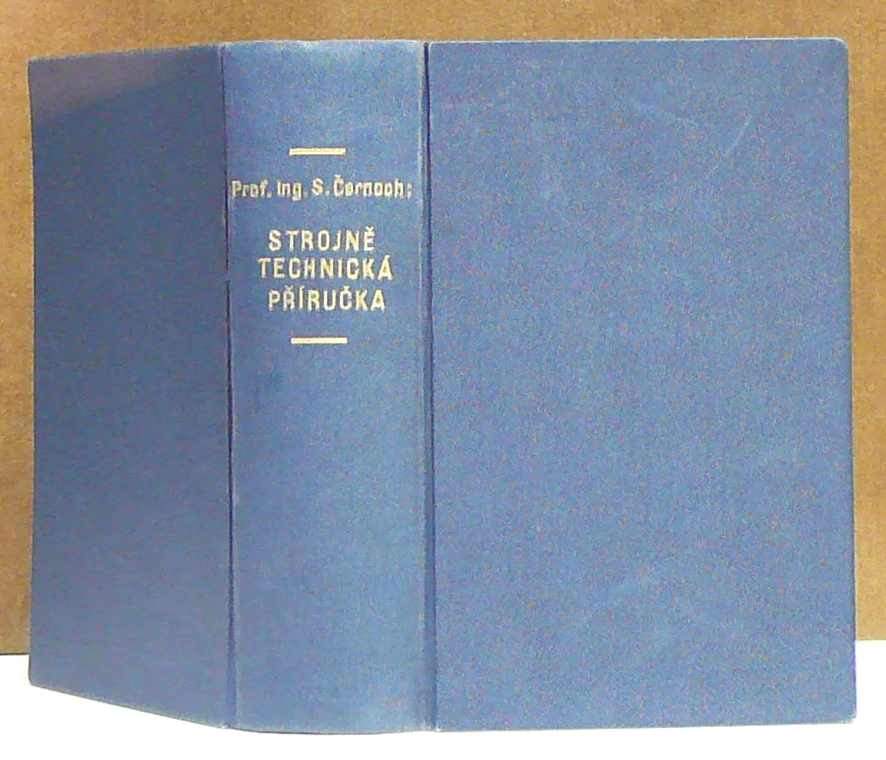 Prof. Ing. S. Černoch:
STROJNĚ
TECHNICKÁ
PŘÍRUČKA